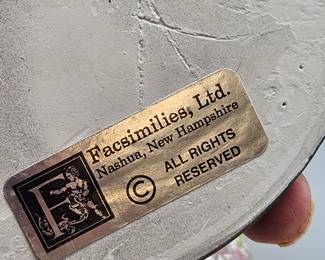 Facsimilies, Ltd.
Nashua, New Hampshire
© ALL RIGHTS
RESERVED
F